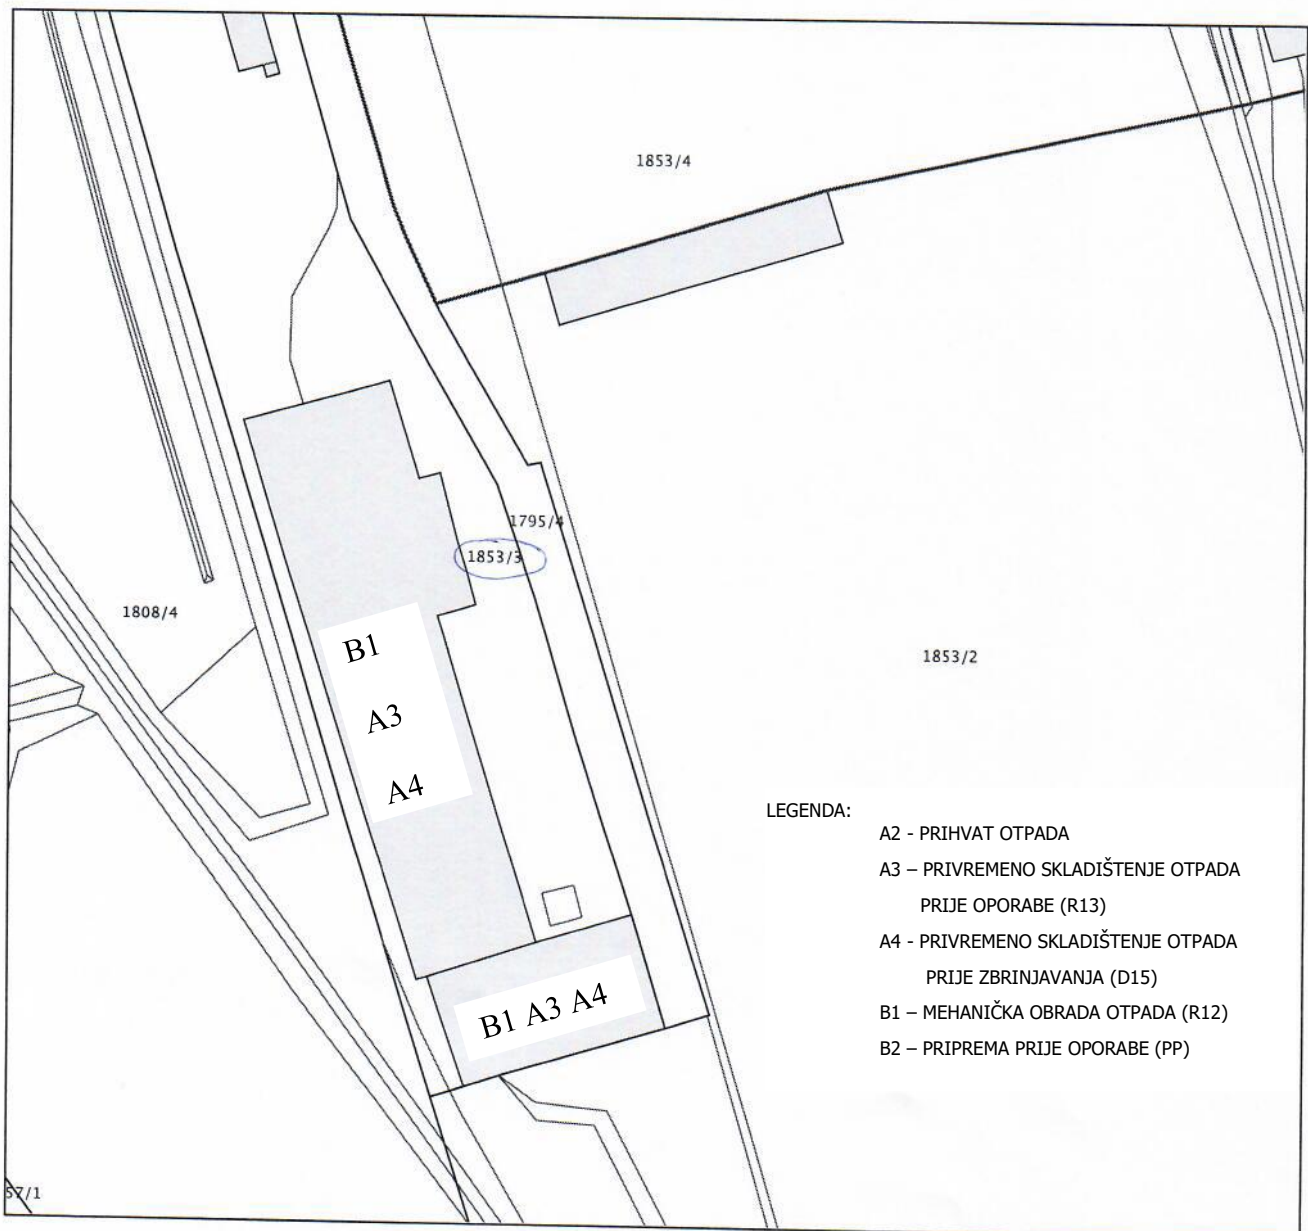 1853/4
1795/4
1853/3
1808/4
B1
1853/2
A3
A4
LEGENDA:
A2 - PRIHVAT OTPADA
A3 – PRIVREMENO SKLADIŠTENJE OTPADA
PRIJE OPORABE (R13)
A4 - PRIVREMENO SKLADIŠTENJE OTPADA
PRIJE ZBRINJAVANJA (D15)
B1 A3 A4
B1 – MEHANIČKA OBRADA OTPADA (R12)
B2 – PRIPREMA PRIJE OPORABE (PP)
57/1